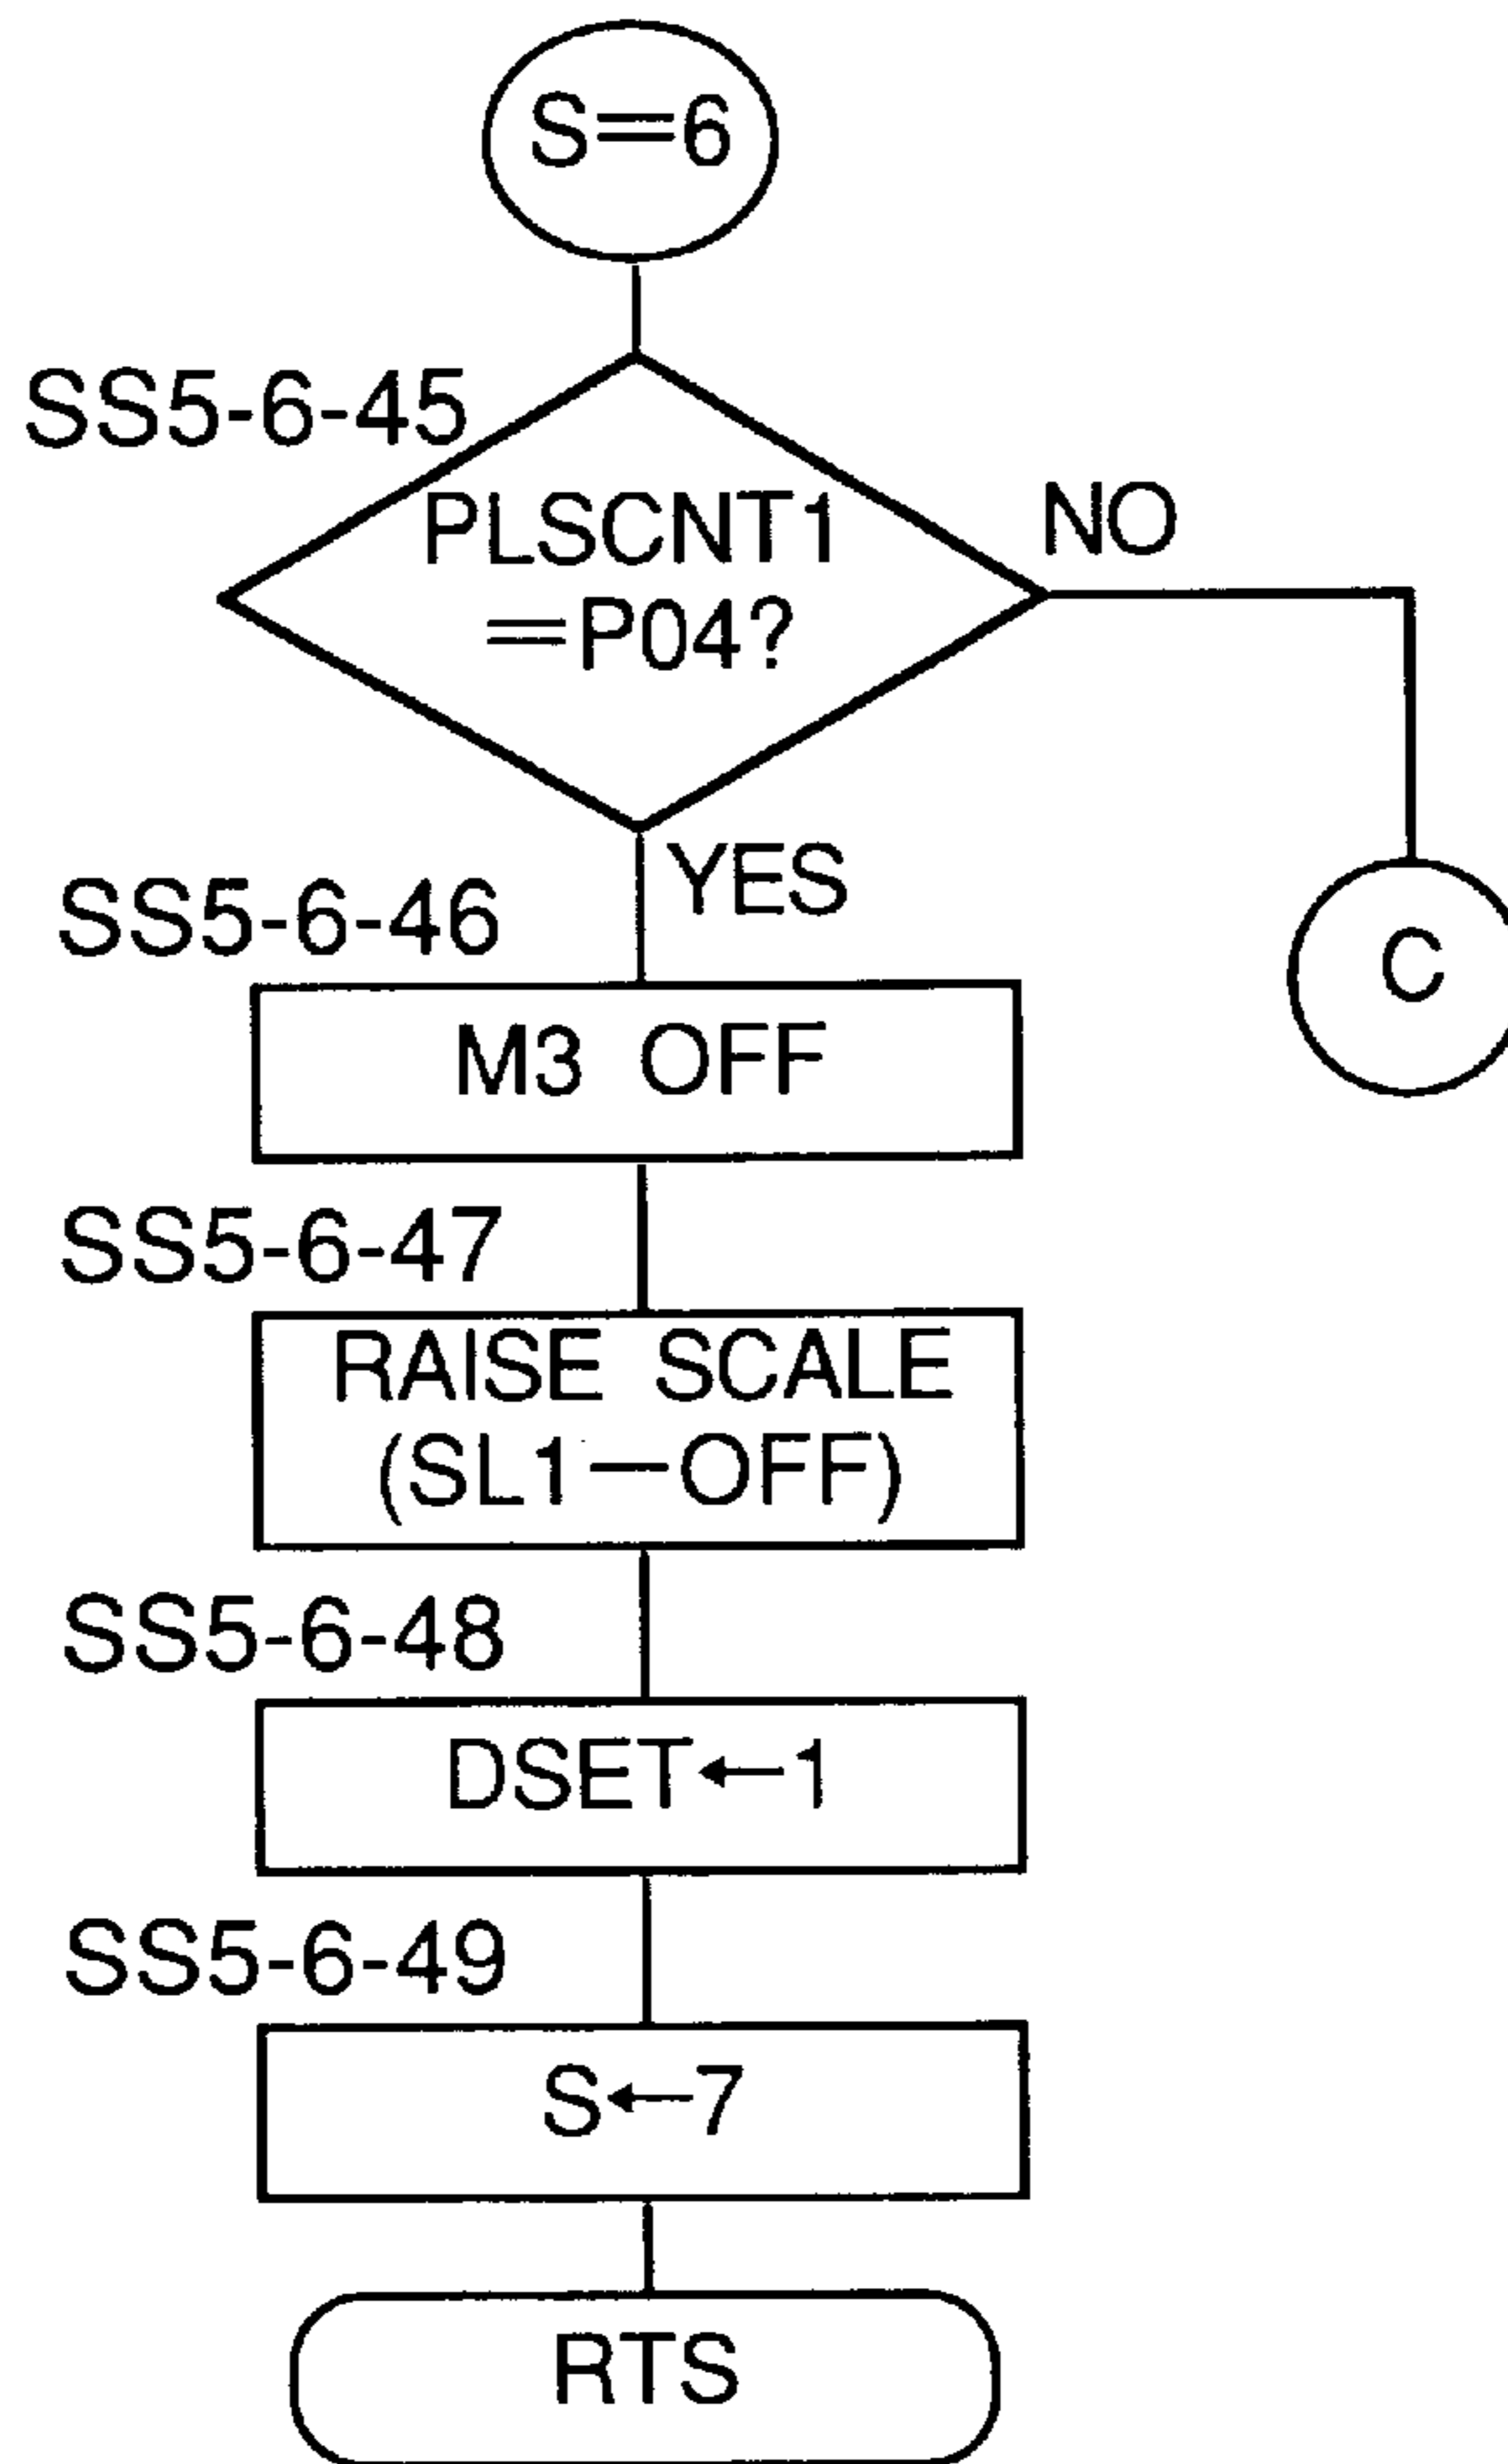 S=6
SS5-6-45
PLSCNT1
=P04?
NO
YES
C
SS5-6-46
M3 OFF
SS5-6-47
RAISE SCALE
(SL1—OFF)
SS5-6-48
DSET←1
SS5-6-49
S←7
RTS